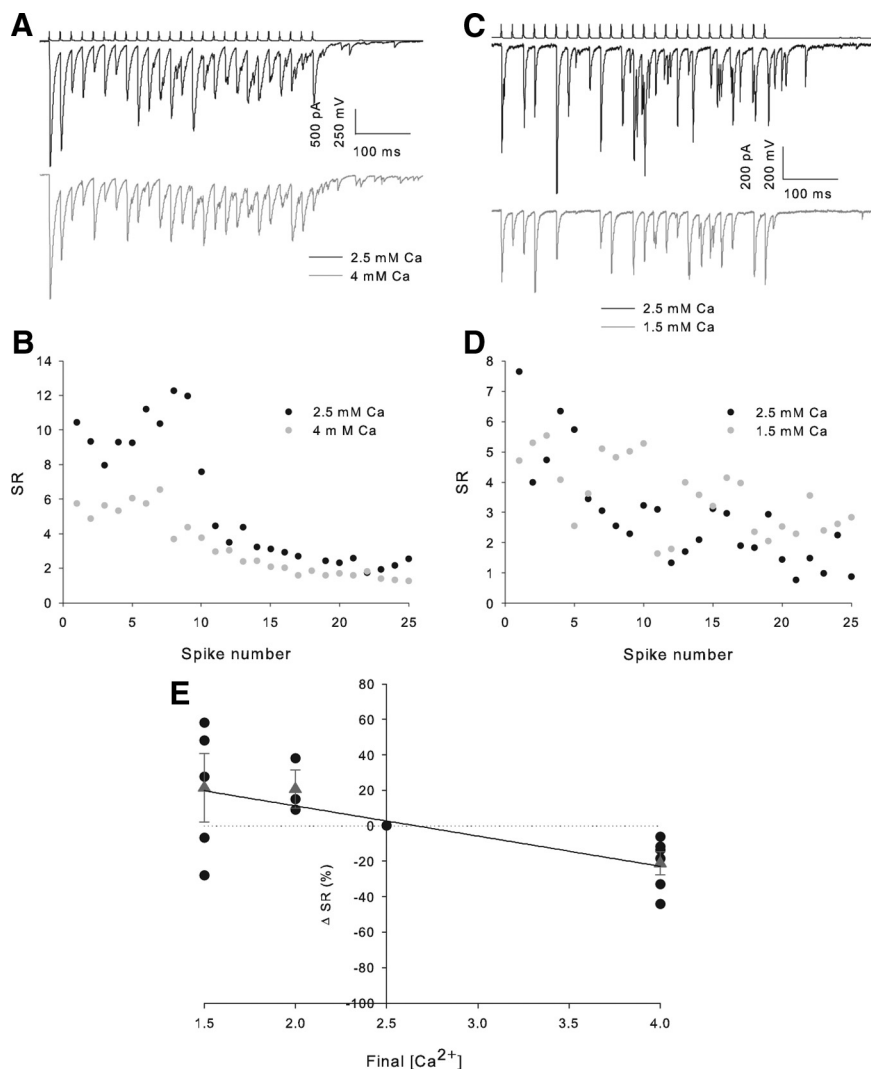 A
500 pA
250 mV
100 ms
2.5 mM Ca
4 mM Ca
C
200 pA
200 mV
100 ms
2.5 mM Ca
1.5 mM Ca
B
14
12
10
8
6
4
2
0
SR
2.5 mM Ca
4 m M Ca
0 5 10 15 20 25
Spike number
D
8
7
6
5
4
3
2
1
0
SR
2.5 mM Ca
1.5 mM Ca
0 5 10 15 20 25
Spike number
E
80
60
40
20
0
-20
-40
-60
-80
-100
Δ SR (%)
1.5 2.0 2.5 3.0 3.5 4.0
Final [Ca²⁺]